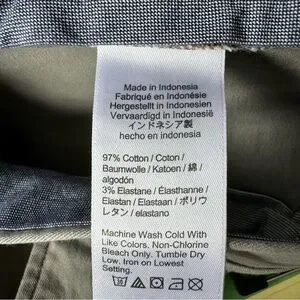 Made in Indonesia
Fabriqué en Indonésie
Hergestellt in Indonesien
Vervaardigd in Indonesië
インドネシア製
hecho en indonesia
97% Cotton / Coton /
Baumwolle / Katoen / 綿 /
algodón
3% Elastane / Élasthanne /
Elastan / Elastaan / ポリウ
レタン / elastano
Machine Wash Cold With
Like Colors. Non-Chlorine
Bleach Only. Tumble Dry
Low. Iron on Lowest
Setting.